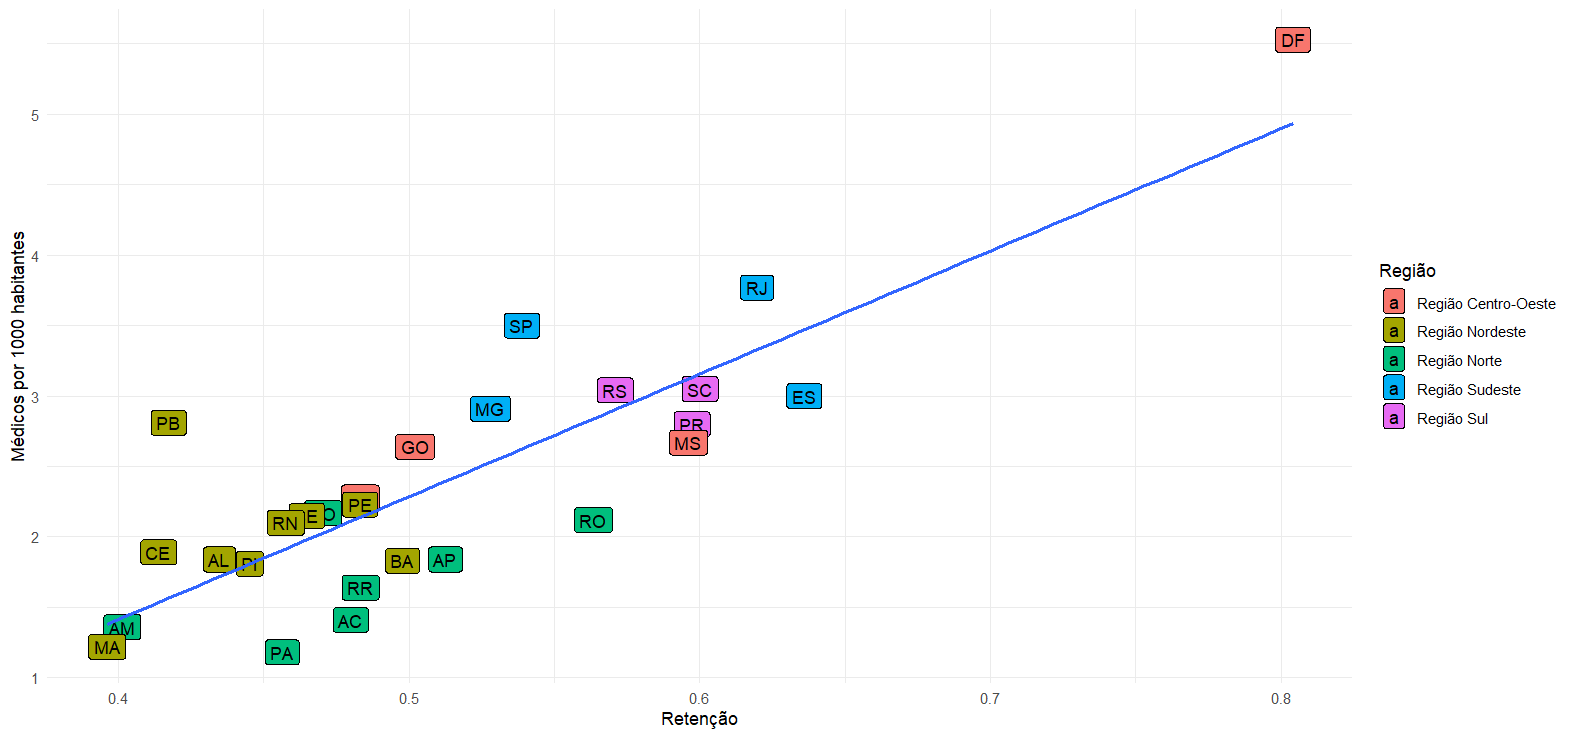 DF
5
4
RJ
SP
RS
SC
ES
MG
PB
PR
GO
MS
PE
E
O
RN
RO
CE
AL
PI
BA
AP
RR
AC
AM
MA
PA
3
2
1
0.4
0.5
0.6
0.7
0.8
Retenção
Médicos por 1000 habitantes
Região
a Região Centro-Oeste
a Região Nordeste
a Região Norte
a Região Sudeste
a Região Sul